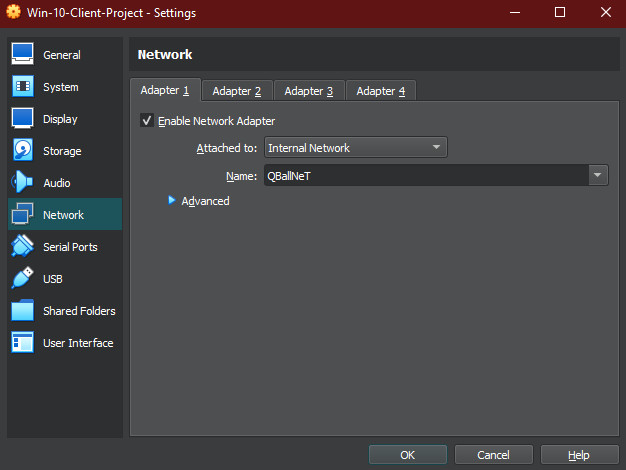 Win-10-Client-Project - Settings
General
System
Display
Storage
Audio
Network
Serial Ports
USB
Shared Folders
User Interface
Network
Adapter 1 Adapter 2 Adapter 3 Adapter 4
Enable Network Adapter
Attached to: Internal Network
Name: QBallNeT
Advanced
OK Cancel Help